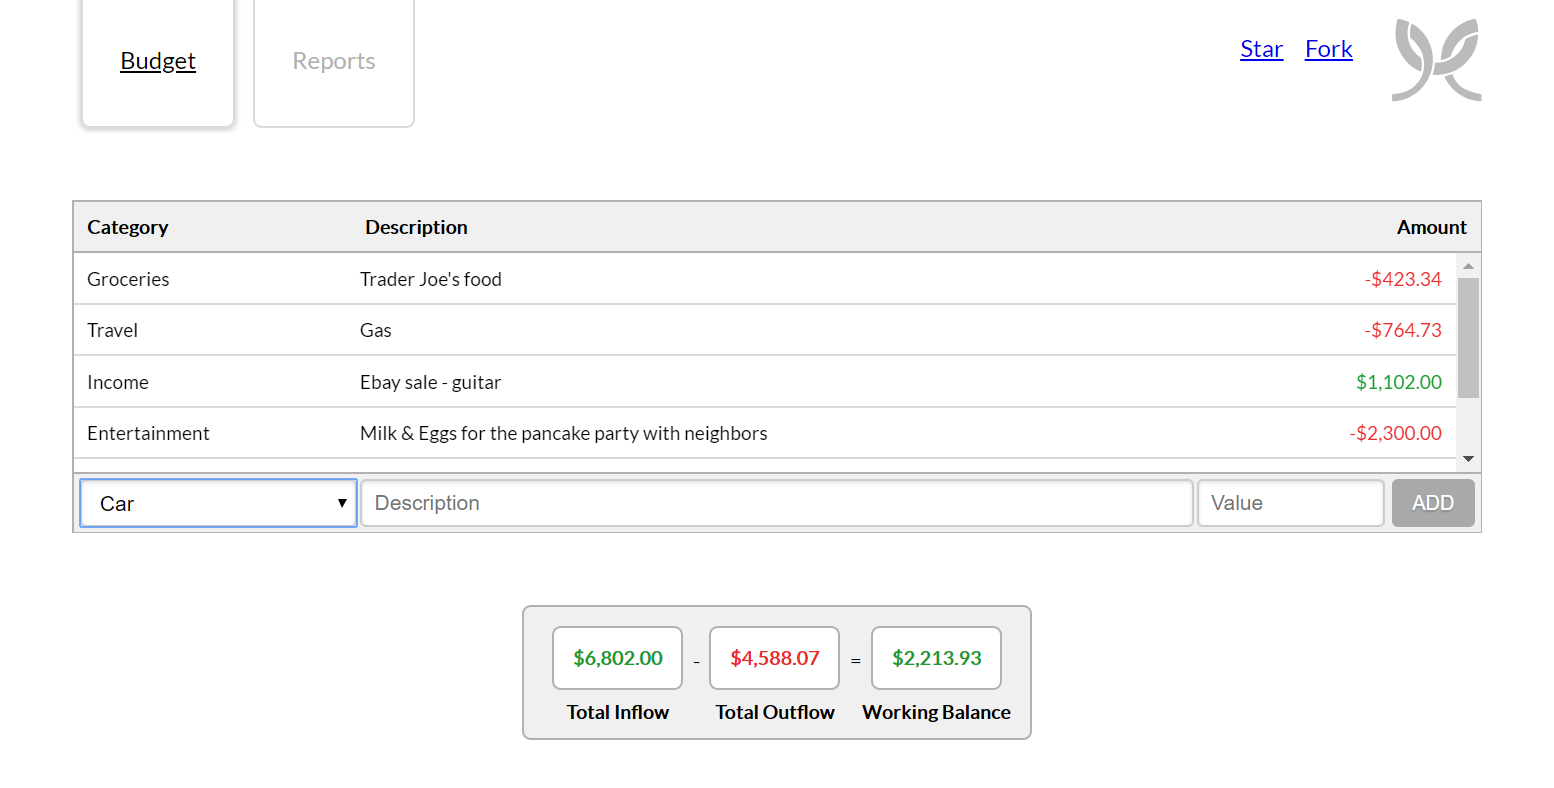 Budget Reports Star Fork
Category Description Amount
Groceries Trader Joe's food -$423.34
Travel Gas -$764.73
Income Ebay sale - guitar $1,102.00
Entertainment Milk & Eggs for the pancake party with neighbors -$2,300.00
Car Description Value ADD
$6,802.00 - $4,588.07 = $2,213.93
Total Inflow Total Outflow Working Balance